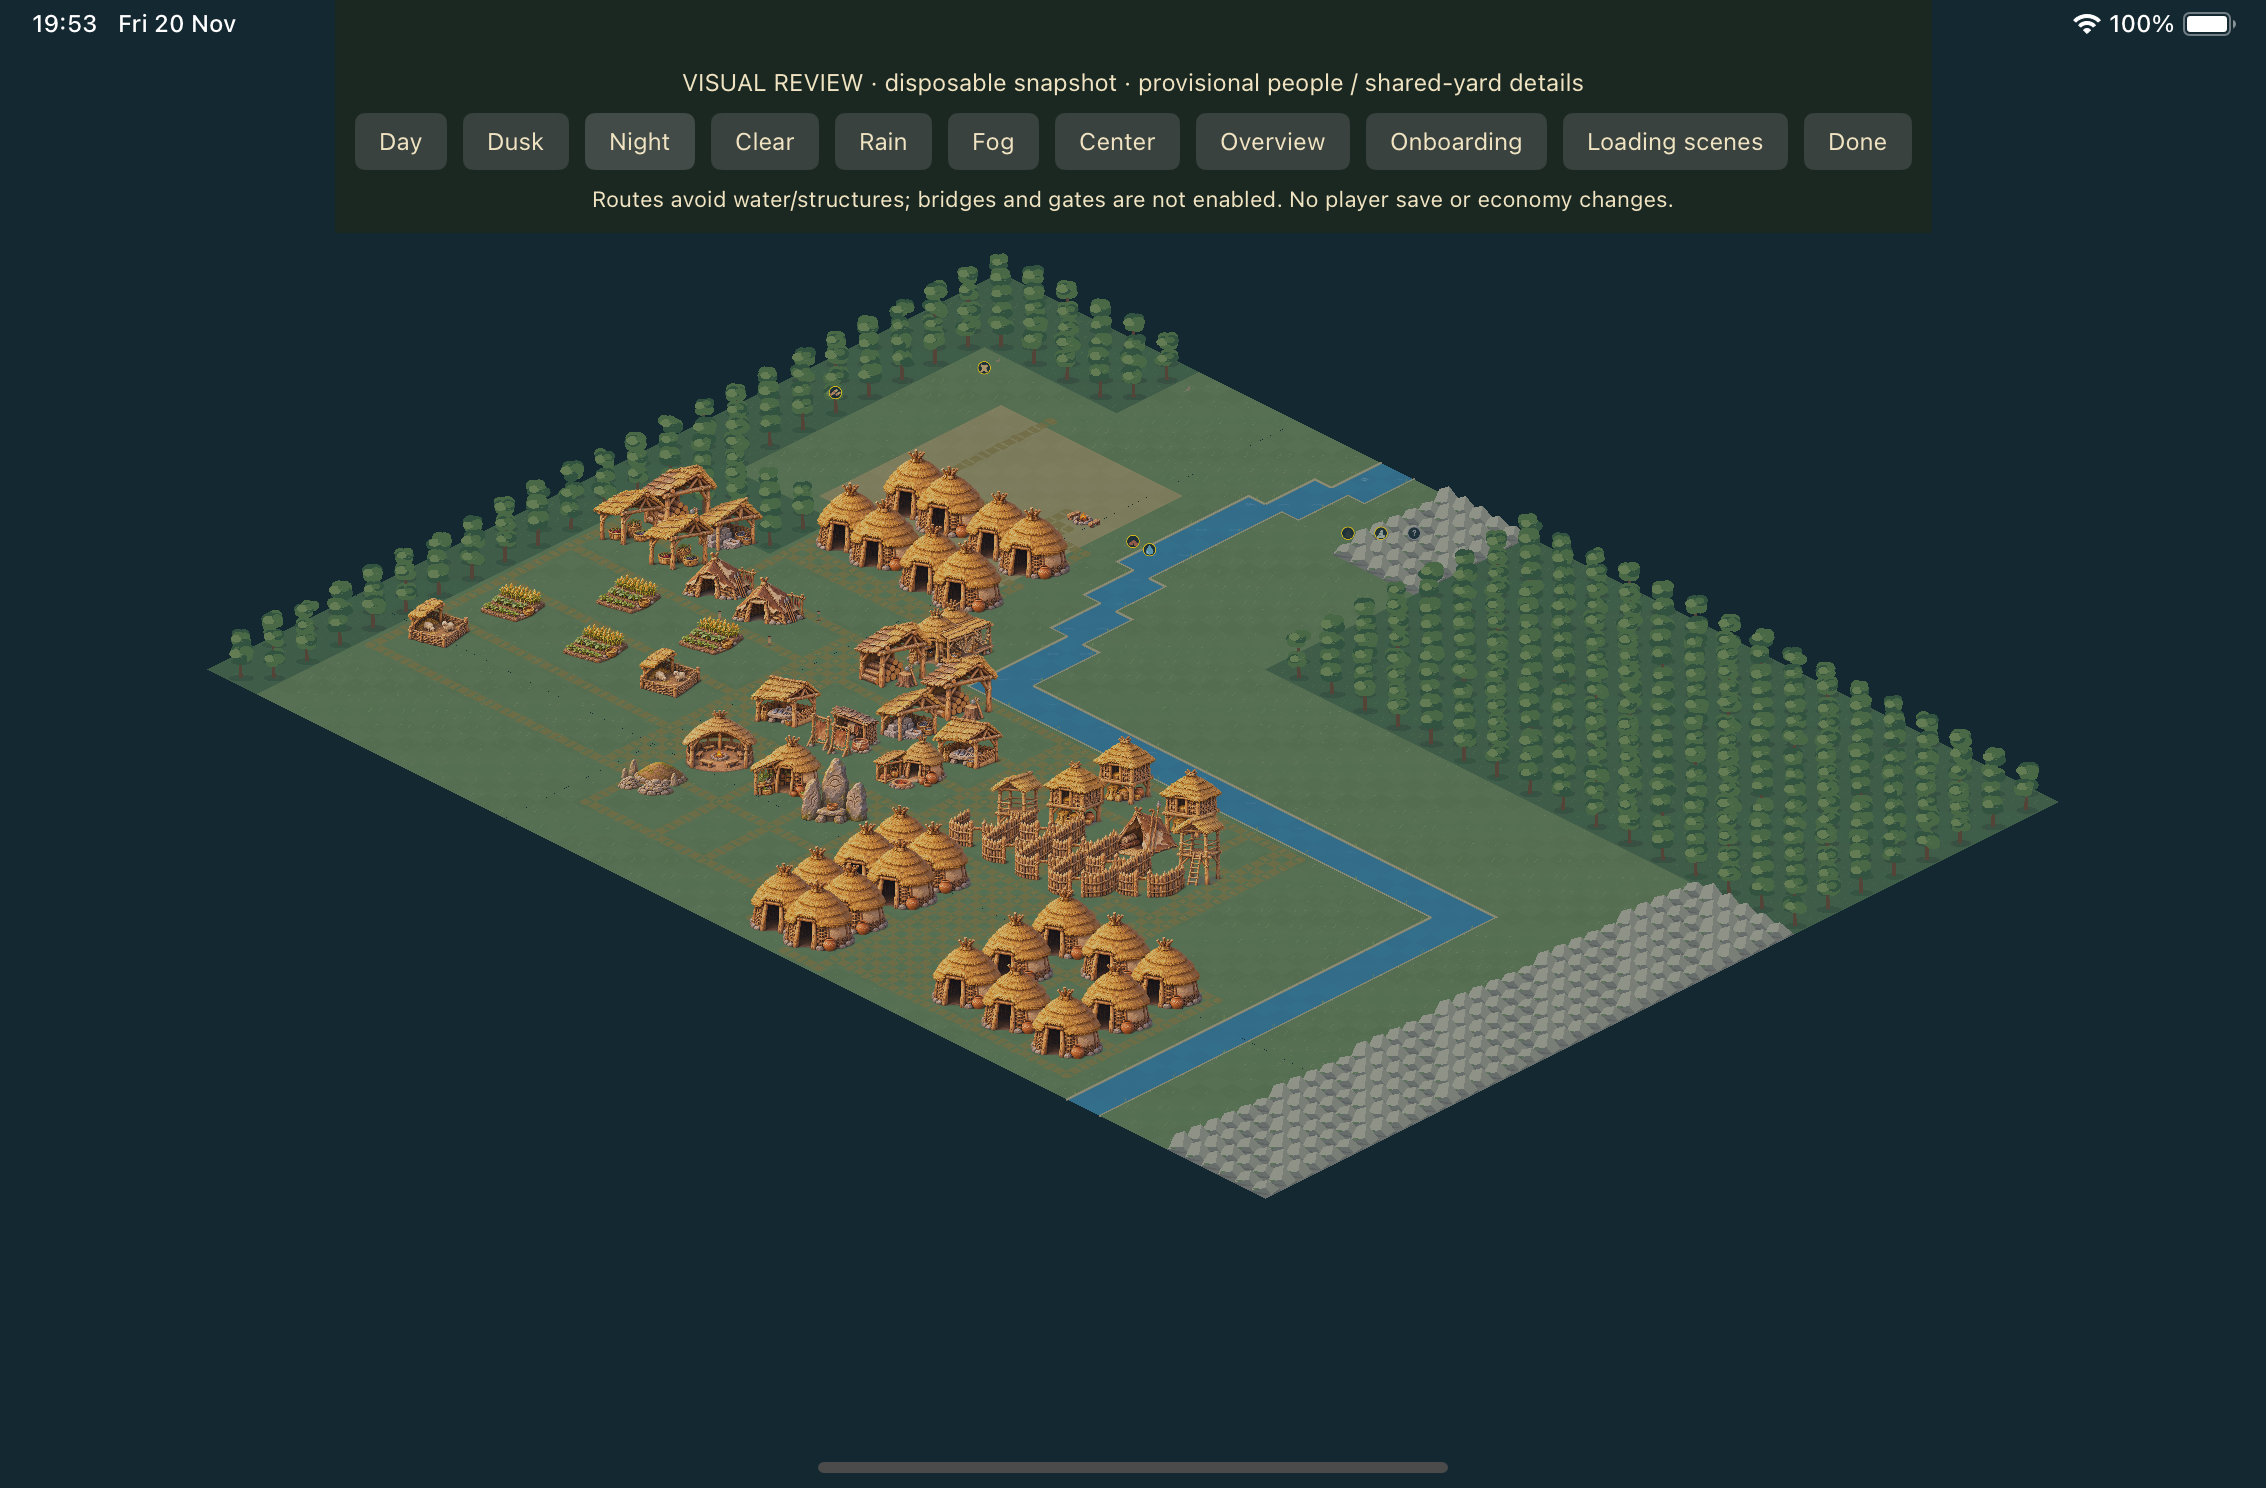 19:53 Fri 20 Nov
100%
VISUAL REVIEW · disposable snapshot · provisional people / shared-yard details
Day Dusk Night Clear Rain Fog Center Overview Onboarding Loading scenes Done
Routes avoid water/structures; bridges and gates are not enabled. No player save or economy changes.